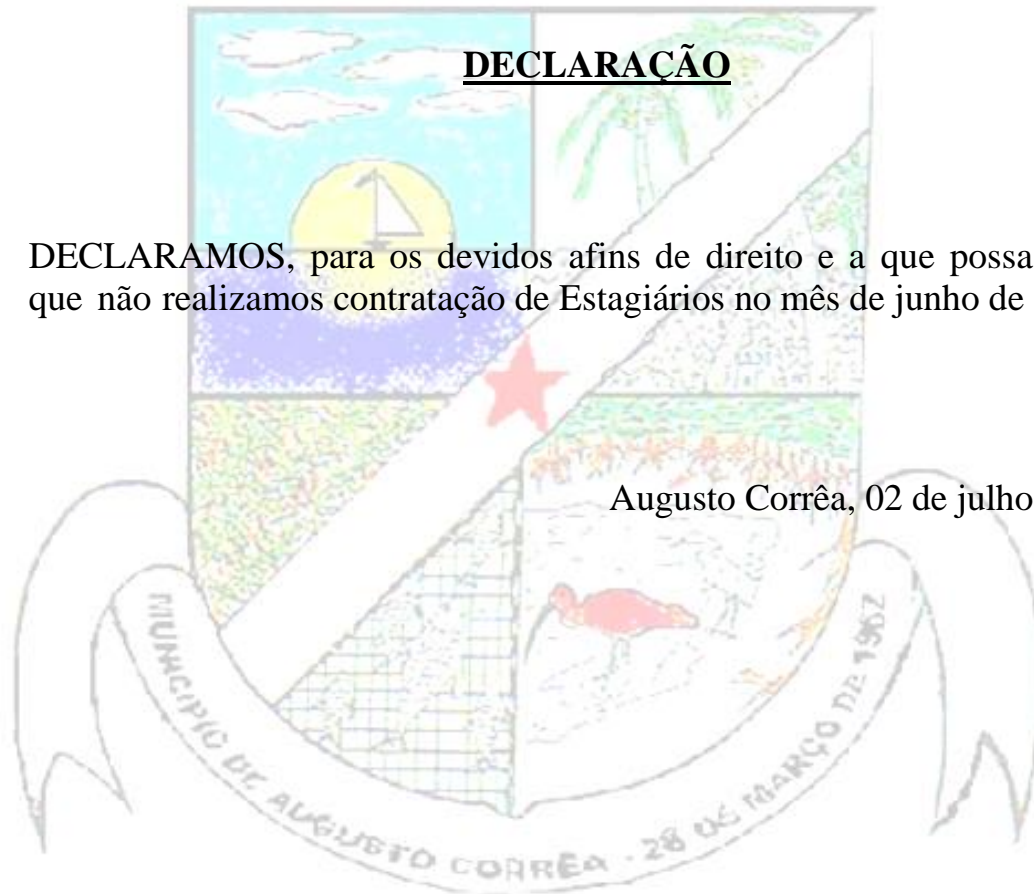 DECLARAÇÃO
DECLARAMOS, para os devidos afins de direito e a que possa
que não realizamos contratação de Estagiários no mês de junho de
Augusto Corrêa, 02 de julho
MUNICÍPIO DE AUGUSTO CORRÊA - 28 DE MARÇO DE 1962